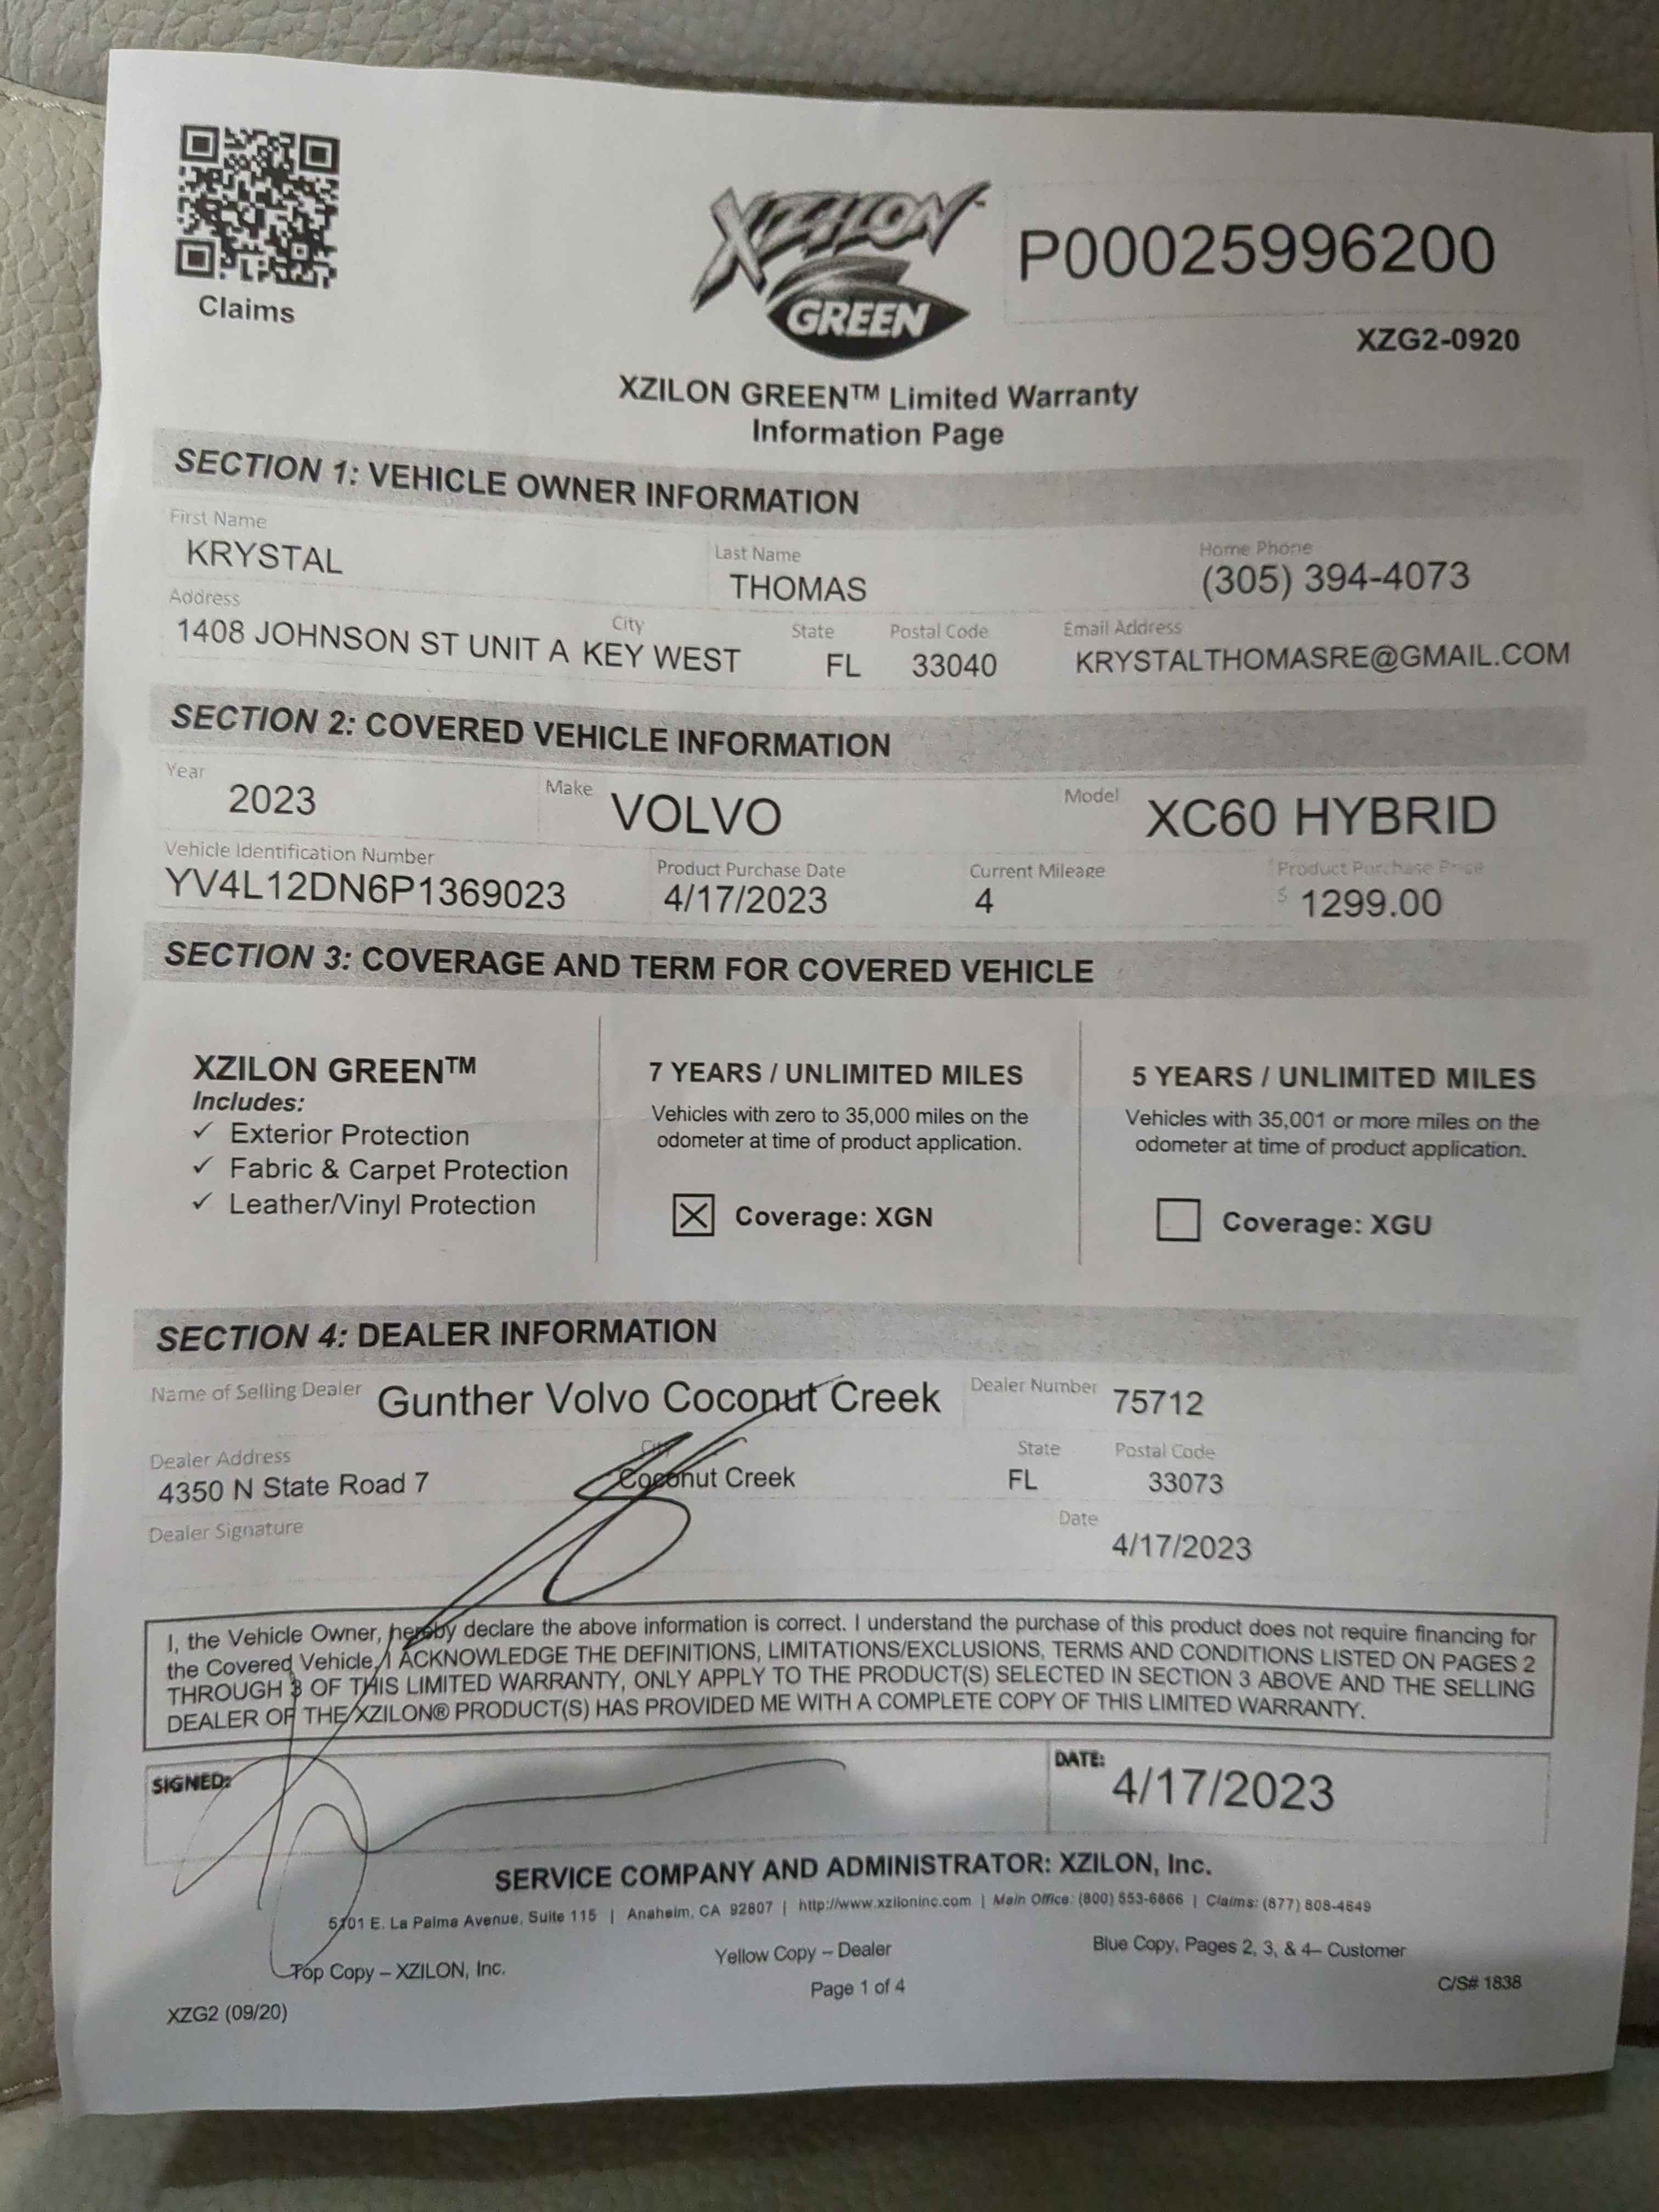 Claims
XZILON™
GREEN
P00025996200
XZG2-0920
XZILON GREEN™ Limited Warranty
Information Page
SECTION 1: VEHICLE OWNER INFORMATION
First Name Last Name Home Phone
KRYSTAL THOMAS (305) 394-4073
Address City State Postal Code Email Address
1408 JOHNSON ST UNIT A KEY WEST FL 33040 KRYSTALTHOMASRE@GMAIL.COM
SECTION 2: COVERED VEHICLE INFORMATION
Year 2023 Make VOLVO Model XC60 HYBRID
Vehicle Identification Number Product Purchase Date Current Mileage Product Purchase Price
YV4L12DN6P1369023 4/17/2023 4 $ 1299.00
SECTION 3: COVERAGE AND TERM FOR COVERED VEHICLE
XZILON GREEN™
Includes:
✓ Exterior Protection
✓ Fabric & Carpet Protection
✓ Leather/Vinyl Protection
7 YEARS / UNLIMITED MILES
Vehicles with zero to 35,000 miles on the
odometer at time of product application.
☒ Coverage: XGN
5 YEARS / UNLIMITED MILES
Vehicles with 35,001 or more miles on the
odometer at time of product application.
☐ Coverage: XGU
SECTION 4: DEALER INFORMATION
Name of Selling Dealer Gunther Volvo Coconut Creek Dealer Number 75712
Dealer Address City State Postal Code
4350 N State Road 7 Coconut Creek FL 33073
Dealer Signature Date
4/17/2023
I, the Vehicle Owner, hereby declare the above information is correct. I understand the purchase of this product does not require financing for
the Covered Vehicle. I ACKNOWLEDGE THE DEFINITIONS, LIMITATIONS/EXCLUSIONS, TERMS AND CONDITIONS LISTED ON PAGES 2
THROUGH 3 OF THIS LIMITED WARRANTY, ONLY APPLY TO THE PRODUCT(S) SELECTED IN SECTION 3 ABOVE AND THE SELLING
DEALER OF THE XZILON® PRODUCT(S) HAS PROVIDED ME WITH A COMPLETE COPY OF THIS LIMITED WARRANTY.
SIGNED: DATE: 4/17/2023
SERVICE COMPANY AND ADMINISTRATOR: XZILON, Inc.
5101 E. La Palma Avenue, Suite 115 | Anaheim, CA 92807 | http://www.xziloninc.com | Main Office: (800) 553-6866 | Claims: (877) 808-4649
Top Copy – XZILON, Inc. Yellow Copy – Dealer Blue Copy, Pages 2, 3, & 4– Customer
Page 1 of 4
C/S# 1838
XZG2 (09/20)